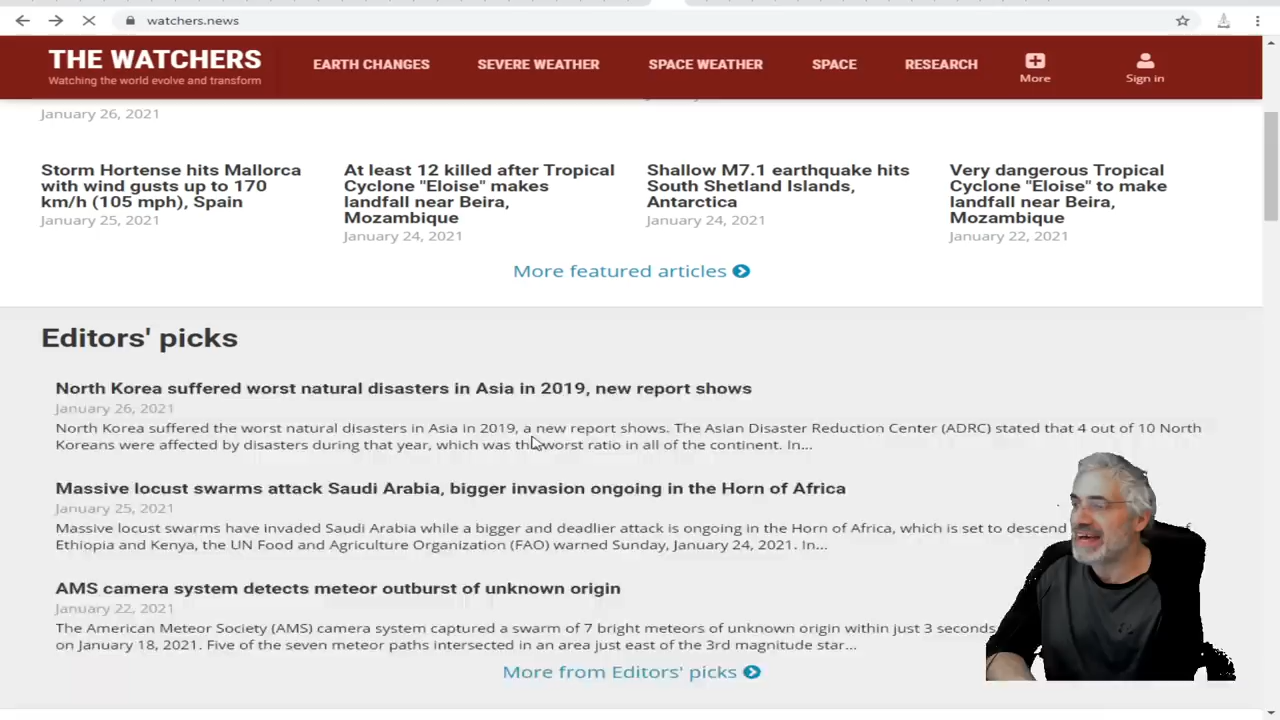 watchers.news
THE WATCHERS
Watching the world evolve and transform
EARTH CHANGES
SEVERE WEATHER
SPACE WEATHER
SPACE
RESEARCH
More
Sign in
January 26, 2021
Storm Hortense hits Mallorca
with wind gusts up to 170
km/h (105 mph), Spain
January 25, 2021
At least 12 killed after Tropical
Cyclone "Eloise" makes
landfall near Beira,
Mozambique
January 24, 2021
Shallow M7.1 earthquake hits
South Shetland Islands,
Antarctica
January 24, 2021
Very dangerous Tropical
Cyclone "Eloise" to make
landfall near Beira,
Mozambique
January 22, 2021
More featured articles
Editors' picks
North Korea suffered worst natural disasters in Asia in 2019, new report shows
January 26, 2021
North Korea suffered the worst natural disasters in Asia in 2019, a new report shows. The Asian Disaster Reduction Center (ADRC) stated that 4 out of 10 North
Koreans were affected by disasters during that year, which was the worst ratio in all of the continent. In...
Massive locust swarms attack Saudi Arabia, bigger invasion ongoing in the Horn of Africa
January 25, 2021
Massive locust swarms have invaded Saudi Arabia while a bigger and deadlier attack is ongoing in the Horn of Africa, which is set to descend
Ethiopia and Kenya, the UN Food and Agriculture Organization (FAO) warned Sunday, January 24, 2021. In...
AMS camera system detects meteor outburst of unknown origin
January 22, 2021
The American Meteor Society (AMS) camera system captured a swarm of 7 bright meteors of unknown origin within just 3 seconds
on January 18, 2021. Five of the seven meteor paths intersected in an area just east of the 3rd magnitude star...
More from Editors' picks